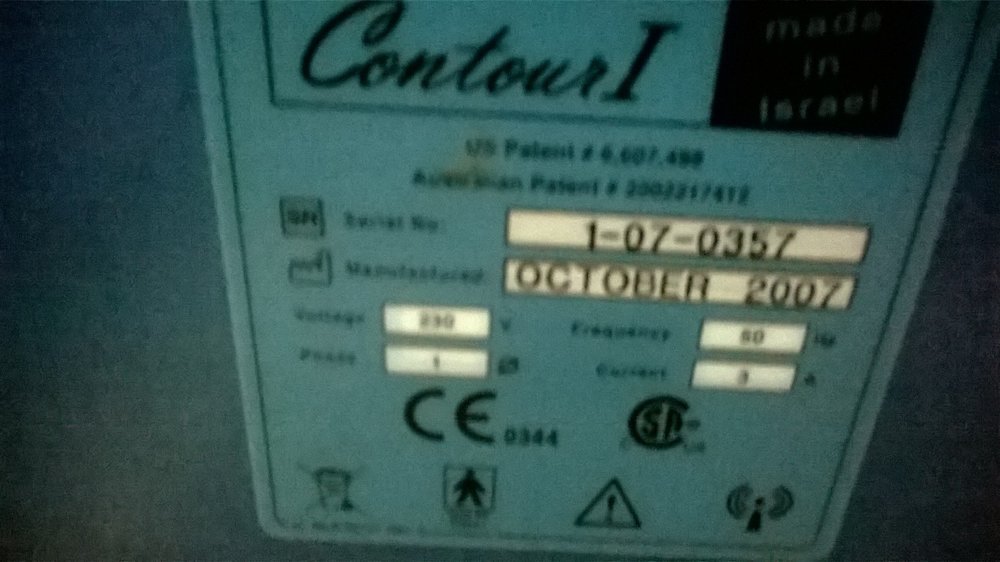 Contour I
made
in
Israel
US Patent # 6,607,498
Australian Patent # 2002217412
SN Serial No. 1-07-0357
Manufactured OCTOBER 2007
Voltage 230 V Frequency Hz
Phase 1 Ø Current 3 A
CE 0344